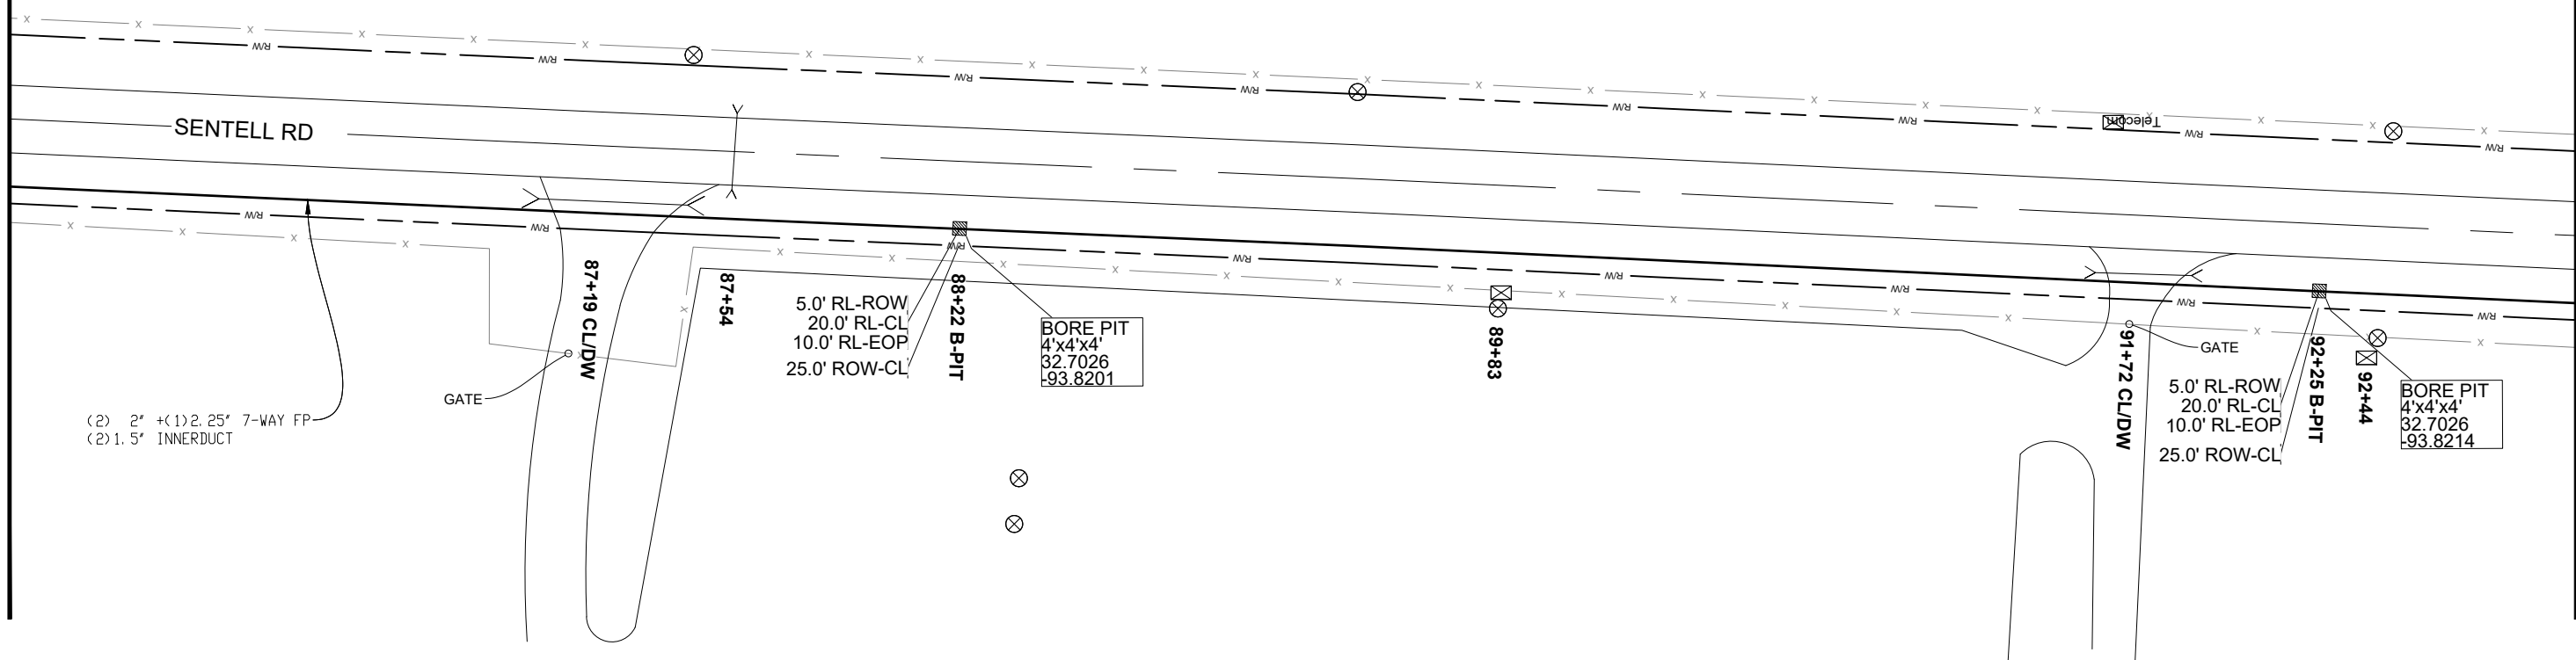 R/W
R/W
R/W
R/W
R/W
R/W
R/W
R/W
Telecom
SENTELL RD
R/W
R/W
R/W
R/W
R/W
R/W
R/W
R/W
87+19 CL/DW
87+54
5.0' RL-ROW
20.0' RL-CL
10.0' RL-EOP
25.0' ROW-CL
88+22 B-PIT
BORE PIT
4'x4'x4'
32.7026
-93.8201
GATE
(2) 2" +(1)2.25" 7-WAY FP
(2)1.5" INNERDUCT
89+83
91+72 CL/DW
GATE
5.0' RL-ROW
20.0' RL-CL
10.0' RL-EOP
25.0' ROW-CL
92+25 B-PIT
92+44
BORE PIT
4'x4'x4'
32.7026
-93.8214